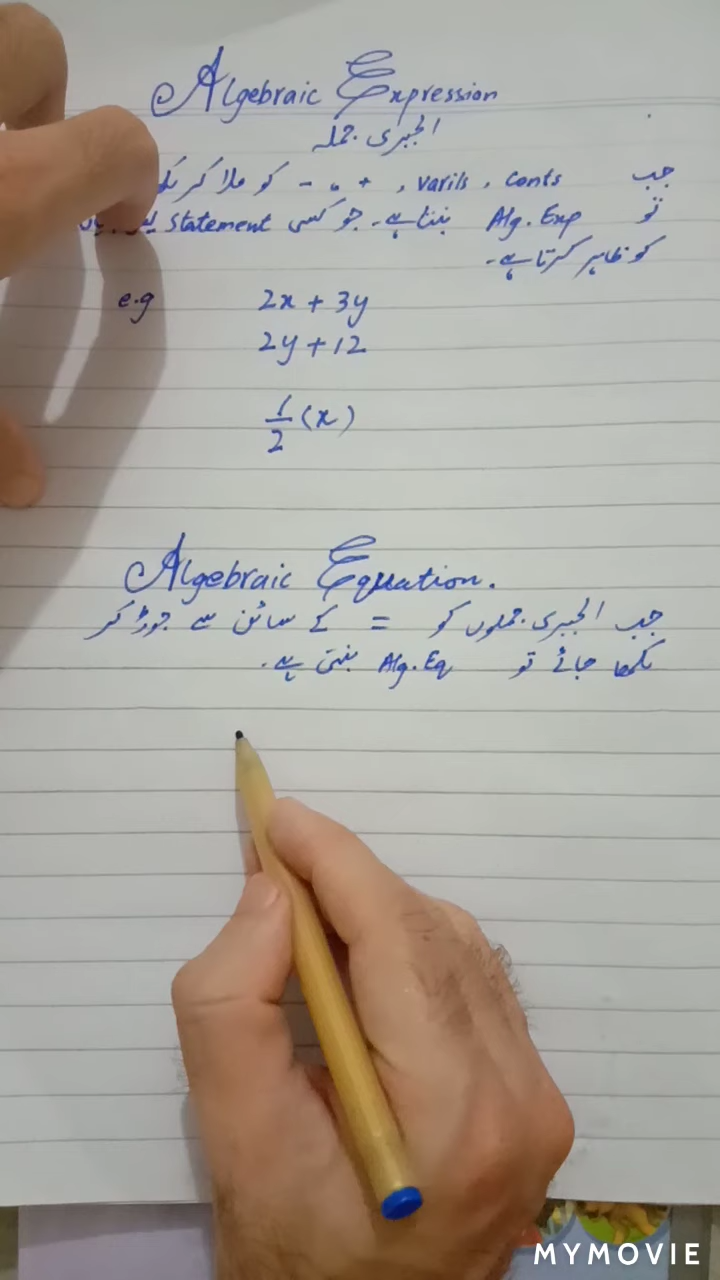 Algebraic Expression
الجبری جملہ
جب conts , varils , + , - کو ملا کر
تو Alg. Exp بنتا ہے۔ جو کسی statement
کو ظاہر کرتا ہے۔
e.g 2x + 3y
2y + 12
1/2 (x)
Algebraic Equation.
جب الجبری جملوں کو = کے سائن سے جوڑ کر
لکھا جائے تو Alg. Eq بنتی ہے۔
MYMOVIE